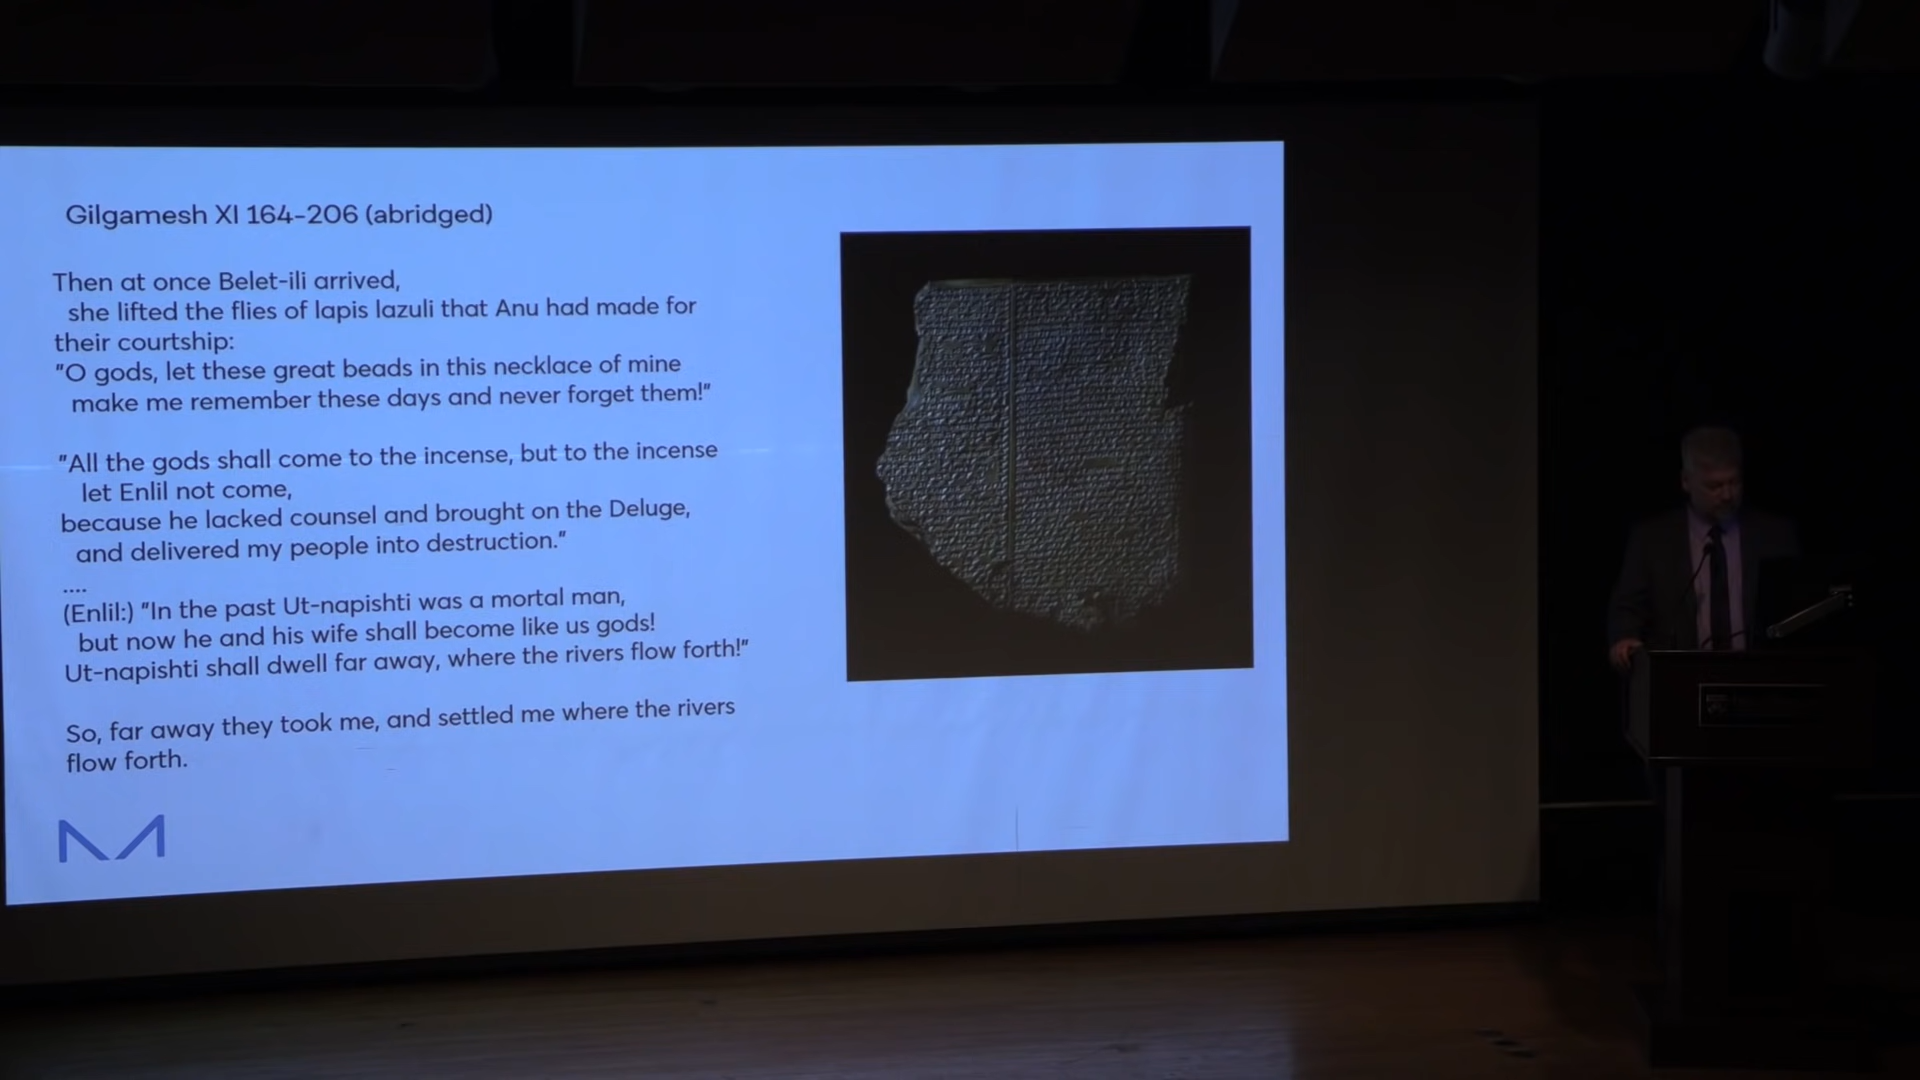 Gilgamesh XI 164-206 (abridged)
Then at once Belet-ili arrived,
she lifted the flies of lapis lazuli that Anu had made for
their courtship:
"O gods, let these great beads in this necklace of mine
make me remember these days and never forget them!"
"All the gods shall come to the incense, but to the incense
let Enlil not come,
because he lacked counsel and brought on the Deluge,
and delivered my people into destruction."
....
(Enlil:) "In the past Ut-napishti was a mortal man,
but now he and his wife shall become like us gods!
Ut-napishti shall dwell far away, where the rivers flow forth!"
So, far away they took me, and settled me where the rivers
flow forth.